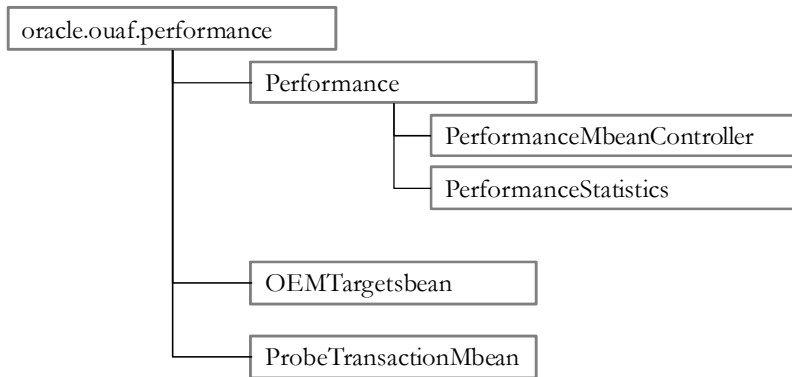 oracle.ouaf.performance
Performance
PerformanceMbeanController
PerformanceStatistics
OEMTargetsbean
ProbeTransactionMbean